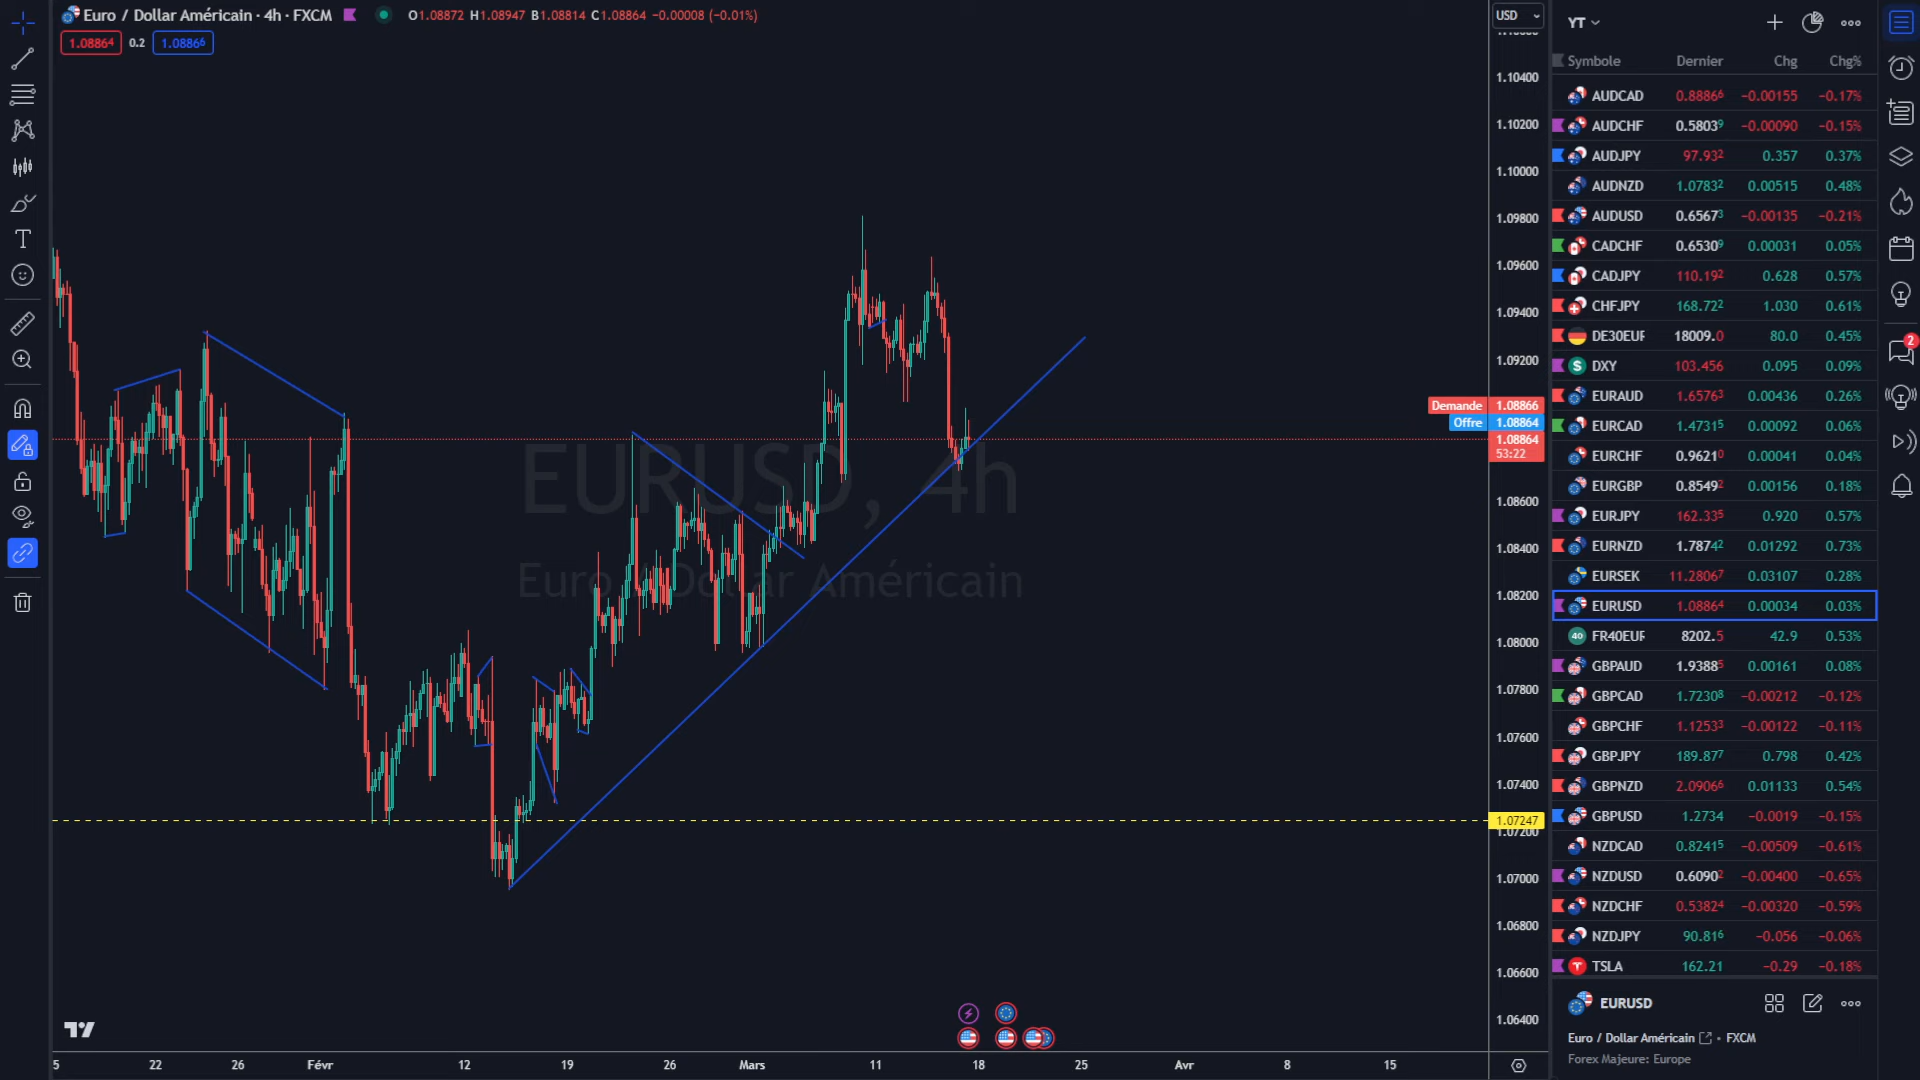 Euro / Dollar Américain · 4h · FXCM O1.08872 H1.08947 B1.08814 C1.08864 −0.00008 (−0.01%)
1.08864 0.2 1.08866
EURUSD, 4h
Euro / Dollar Américain
USD
1.10400
1.10200
1.10000
1.09800
1.09600
1.09400
1.09200
Demande 1.08866
Offre 1.08864
1.08864
53:22
1.08600
1.08400
1.08200
1.08000
1.07800
1.07600
1.07400
1.07247
1.07200
1.07000
1.06800
1.06600
1.06400
5 22 26 Févr 12 19 26 Mars 11 18 25 Avr 8 15
YT
Symbole Dernier Chg Chg%
AUDCAD 0.88866 −0.00155 −0.17%
AUDCHF 0.58039 −0.00090 −0.15%
AUDJPY 97.932 0.357 0.37%
AUDNZD 1.07832 0.00515 0.48%
AUDUSD 0.65673 −0.00135 −0.21%
CADCHF 0.65309 0.00031 0.05%
CADJPY 110.192 0.628 0.57%
CHFJPY 168.722 1.030 0.61%
DE30EUR 18009.0 80.0 0.45%
DXY 103.456 0.095 0.09%
EURAUD 1.65763 0.00436 0.26%
EURCAD 1.47315 0.00092 0.06%
EURCHF 0.96210 0.00041 0.04%
EURGBP 0.85492 0.00156 0.18%
EURJPY 162.335 0.920 0.57%
EURNZD 1.78742 0.01292 0.73%
EURSEK 11.28067 0.03107 0.28%
EURUSD 1.08864 0.00034 0.03%
40 FR40EUR 8202.5 42.9 0.53%
GBPAUD 1.93885 0.00161 0.08%
GBPCAD 1.72308 −0.00212 −0.12%
GBPCHF 1.12533 −0.00122 −0.11%
GBPJPY 189.877 0.798 0.42%
GBPNZD 2.09066 0.01133 0.54%
GBPUSD 1.2734 −0.0019 −0.15%
NZDCAD 0.82415 −0.00509 −0.61%
NZDUSD 0.60902 −0.00400 −0.65%
NZDCHF 0.53824 −0.00320 −0.59%
NZDJPY 90.816 −0.056 −0.06%
TSLA 162.21 −0.29 −0.18%
EURUSD
Euro / Dollar Américain · FXCM
Forex Majeure: Europe
2